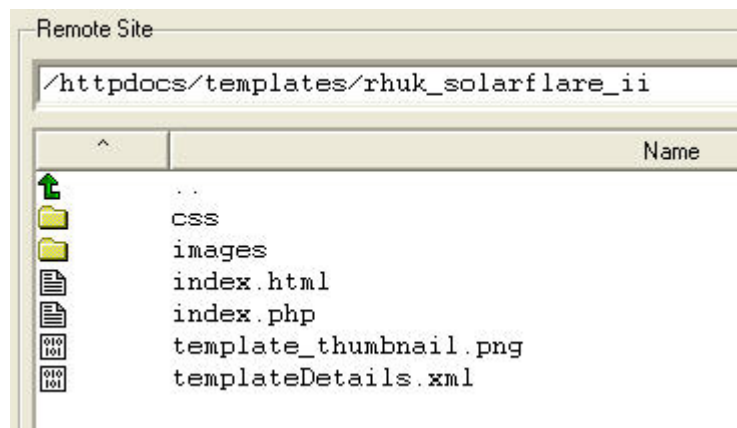 Remote Site
/httpdocs/templates/rhuk_solarflare_ii
^ Name
..
css
images
index.html
index.php
template_thumbnail.png
templateDetails.xml